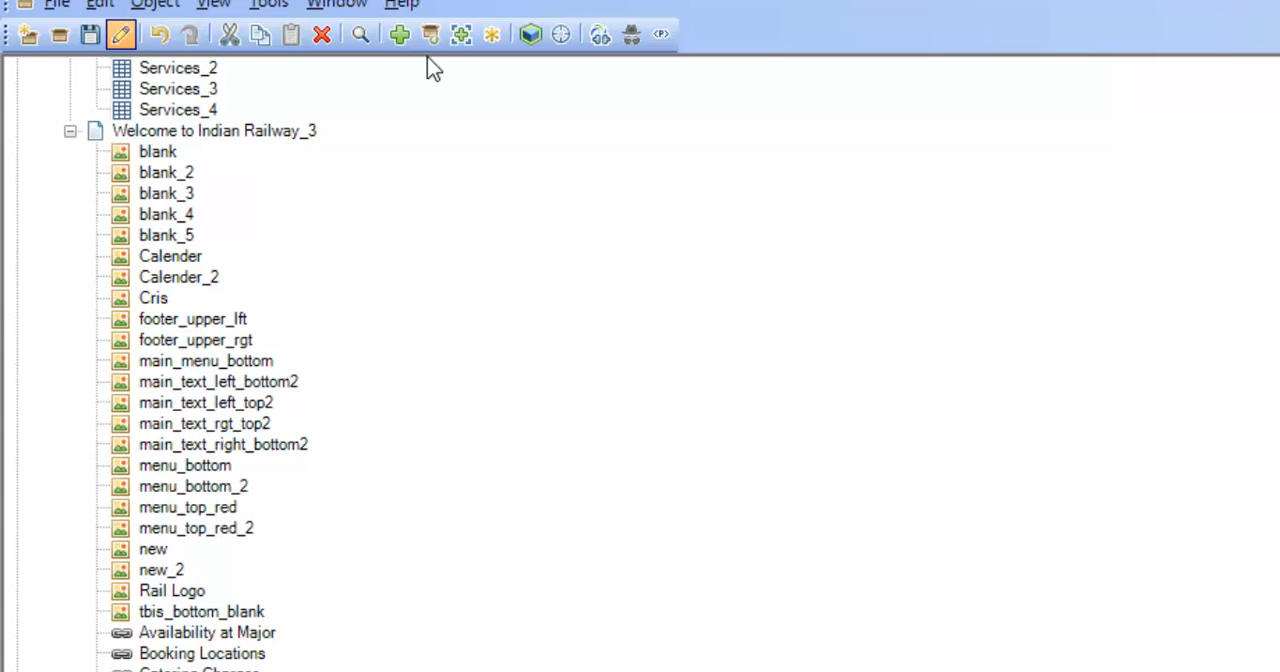 File Edit Object View Tools Window Help
Services_2
Services_3
Services_4
Welcome to Indian Railway_3
blank
blank_2
blank_3
blank_4
blank_5
Calender
Calender_2
Cris
footer_upper_lft
footer_upper_rgt
main_menu_bottom
main_text_left_bottom2
main_text_left_top2
main_text_rgt_top2
main_text_right_bottom2
menu_bottom
menu_bottom_2
menu_top_red
menu_top_red_2
new
new_2
Rail Logo
tbis_bottom_blank
Availability at Major
Booking Locations
Catering Charges